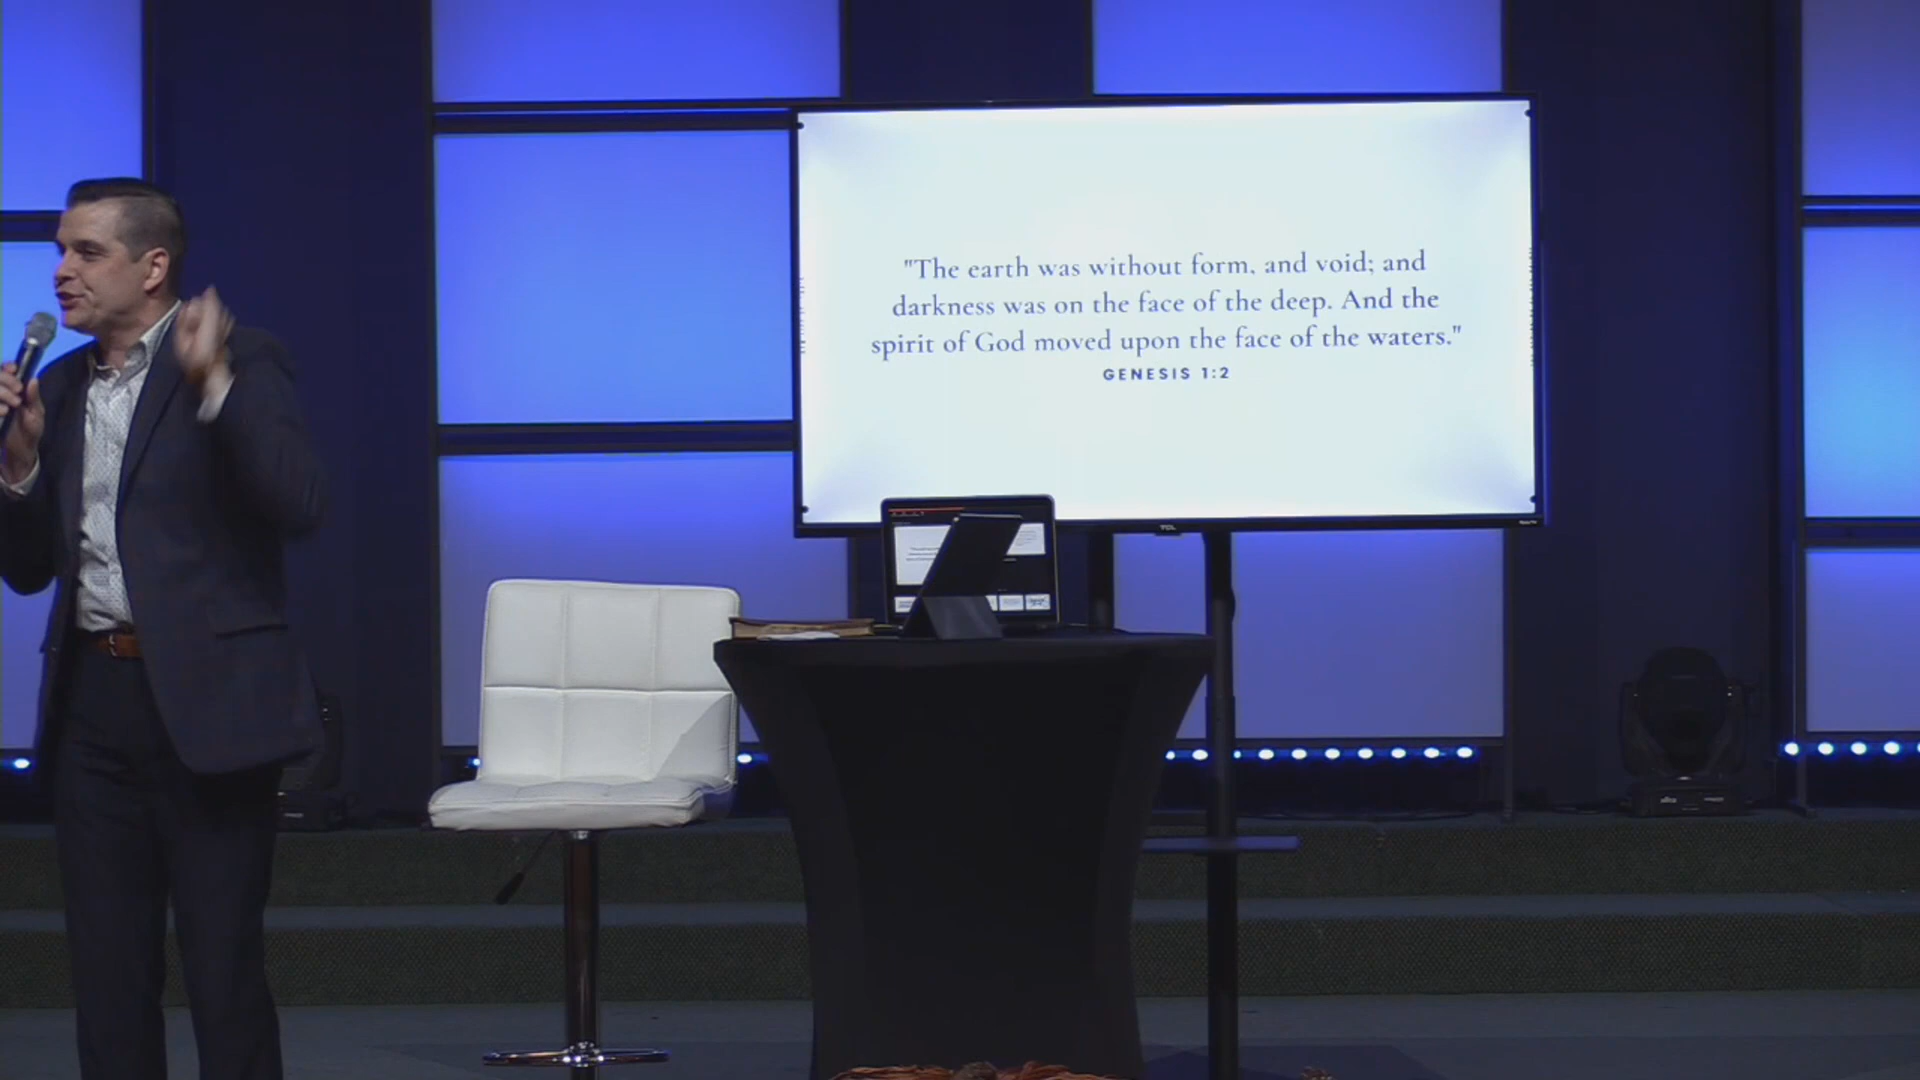 "The earth was without form, and void; and
darkness was on the face of the deep. And the
spirit of God moved upon the face of the waters."
GENESIS 1:2
TCL